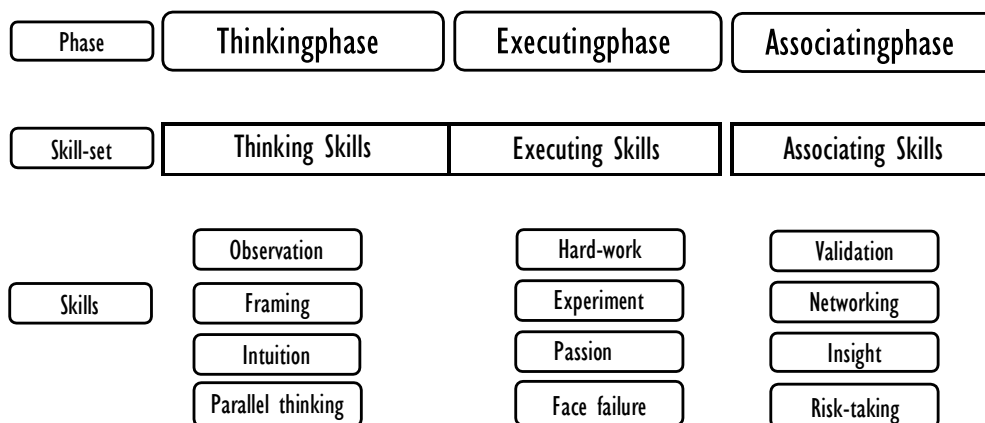 Phase
Thinkingphase
Executingphase
Associatingphase
Skill-set
Thinking Skills
Executing Skills
Associating Skills
Skills
Observation
Framing
Intuition
Parallel thinking
Hard-work
Experiment
Passion
Face failure
Validation
Networking
Insight
Risk-taking